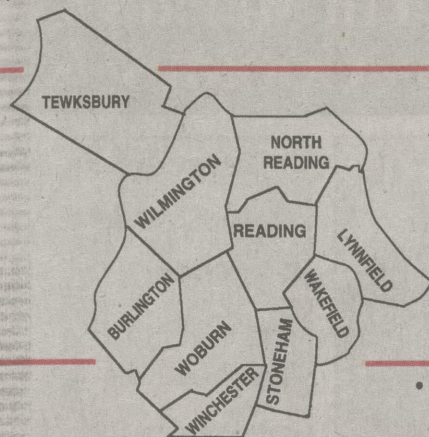 TEWKSBURY
WILMINGTON
NORTH
READING
READING
LYNNFIELD
BURLINGTON
WAKEFIELD
WOBURN
STONEHAM
WINCHESTER